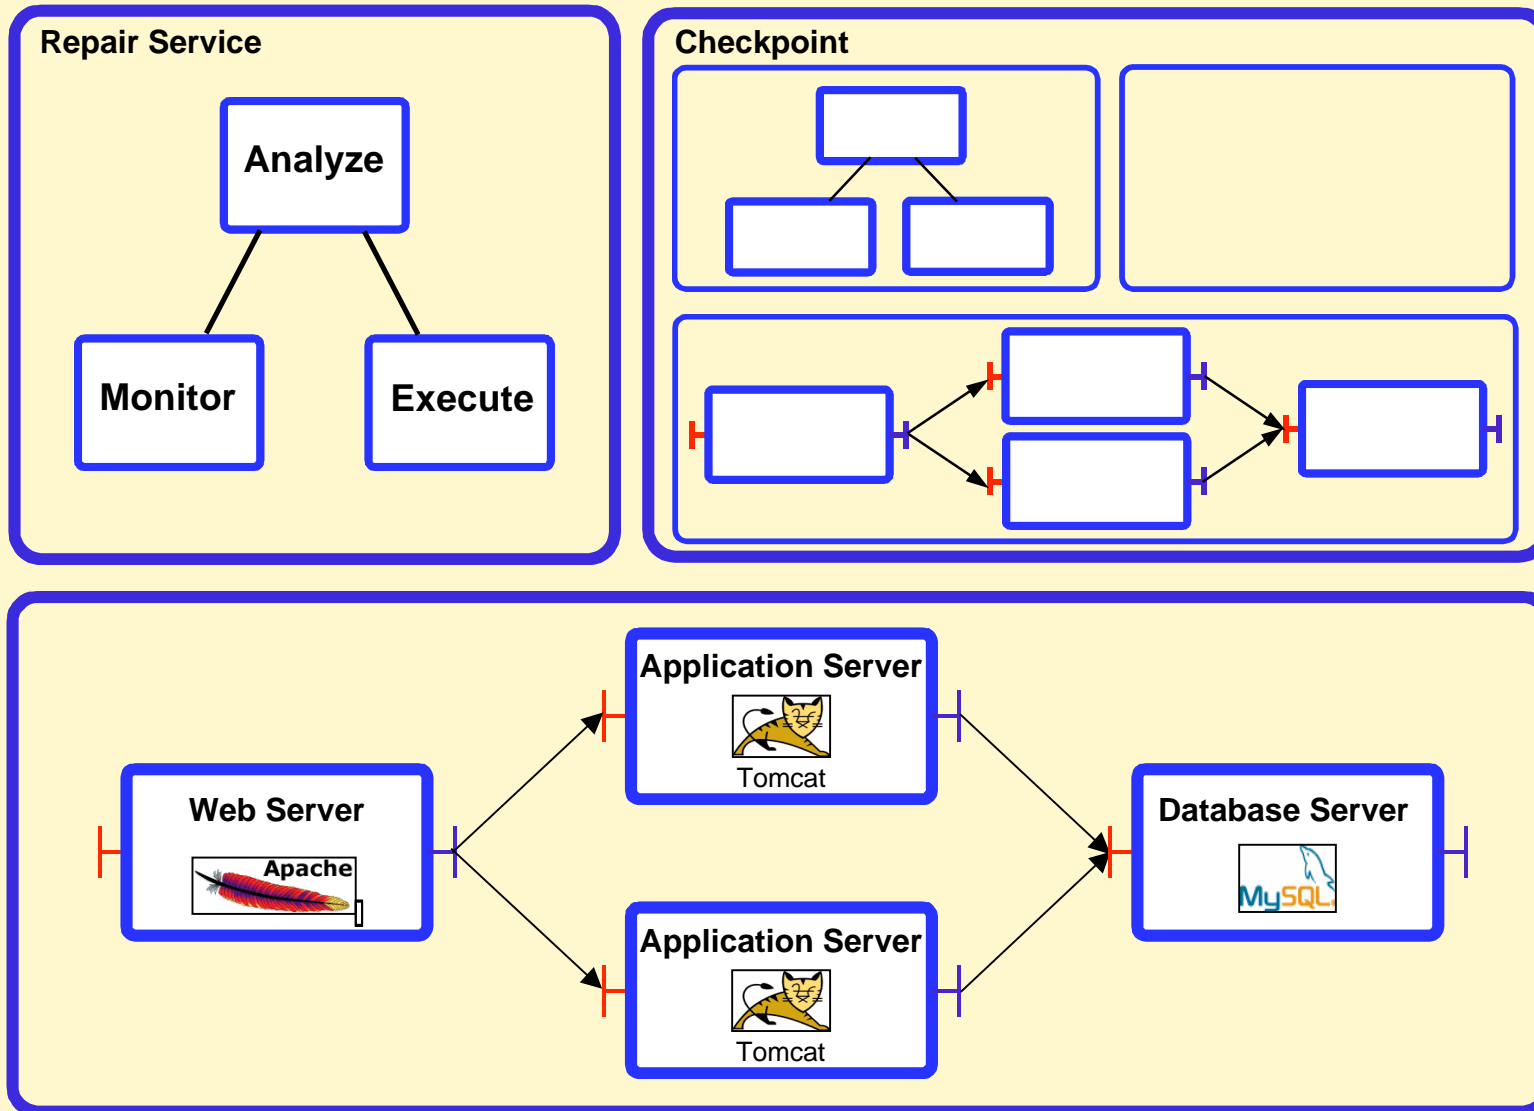 Repair Service
Analyze
Monitor
Execute
Checkpoint
Application Server
Tomcat
Web Server
Apache
Database Server
MySQL
Application Server
Tomcat